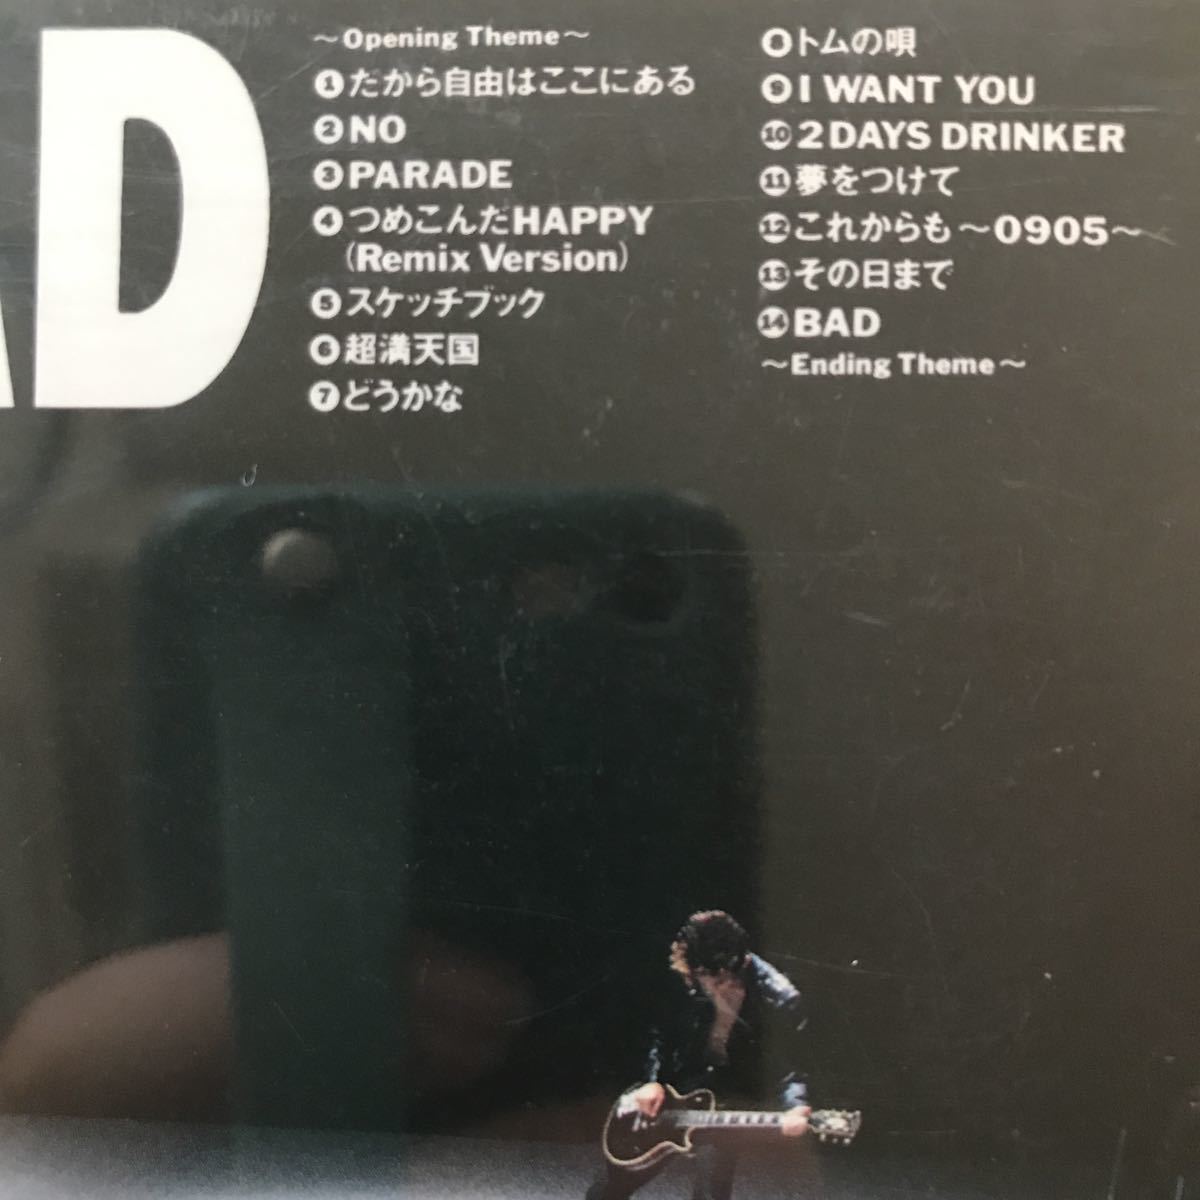 AD
～Opening Theme～
❶だから自由はここにある
❷NO
❸PARADE
❹つめこんだHAPPY
(Remix Version)
❺スケッチブック
❻超満天国
❼どうかな
❽トムの唄
❾I WANT YOU
❿2DAYS DRINKER
⓫夢をつけて
⓬これからも～0905～
⓭その日まで
⓮BAD
～Ending Theme～